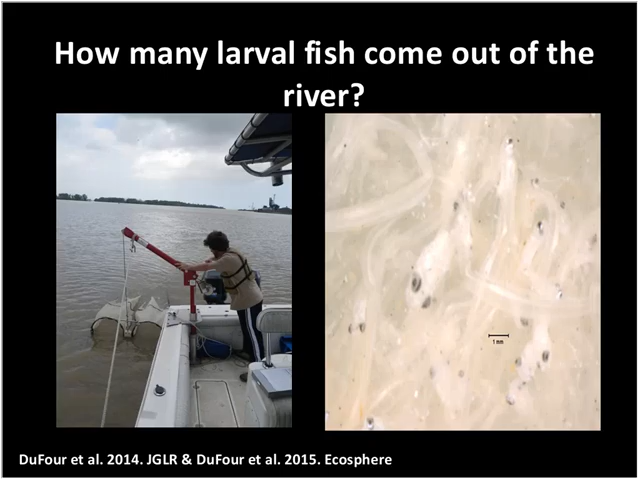 How many larval fish come out of the
river?
1 mm
DuFour et al. 2014. JGLR & DuFour et al. 2015. Ecosphere